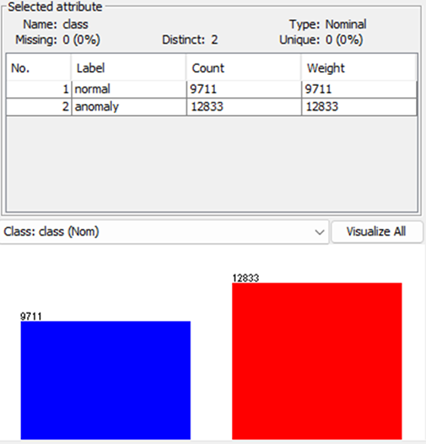 Selected attribute
Name: class Type: Nominal
Missing: 0 (0%) Distinct: 2 Unique: 0 (0%)
No. Label Count Weight
1 normal 9711 9711
2 anomaly 12833 12833
Class: class (Nom) Visualize All
12833
9711